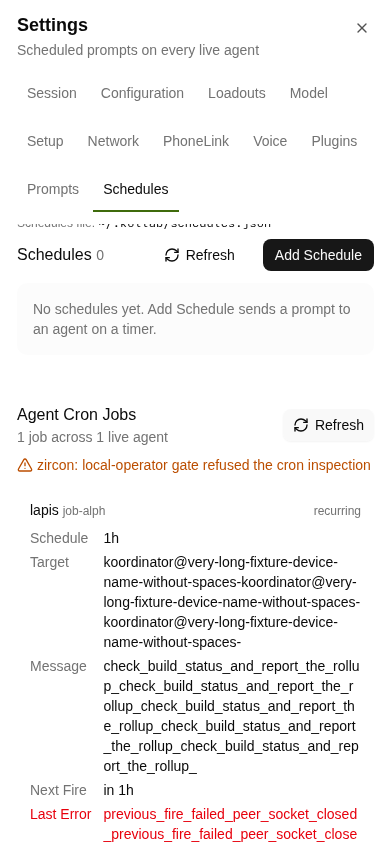 Settings
Scheduled prompts on every live agent
Session Configuration Loadouts Model
Setup Network PhoneLink Voice Plugins
Prompts Schedules
Schedules file: ~/.kollab/schedules.json
Schedules 0 Refresh Add Schedule
No schedules yet. Add Schedule sends a prompt to
an agent on a timer.
Agent Cron Jobs
1 job across 1 live agent
Refresh
zircon: local-operator gate refused the cron inspection
lapis job-alph recurring
Schedule 1h
Target koordinator@very-long-fixture-device-
name-without-spaces-koordinator@very-
long-fixture-device-name-without-spaces-
koordinator@very-long-fixture-device-
name-without-spaces-
Message check_build_status_and_report_the_rollu
p_check_build_status_and_report_the_r
ollup_check_build_status_and_report_th
e_rollup_check_build_status_and_report
_the_rollup_check_build_status_and_rep
ort_the_rollup_
Next Fire in 1h
Last Error previous_fire_failed_peer_socket_closed
_previous_fire_failed_peer_socket_close